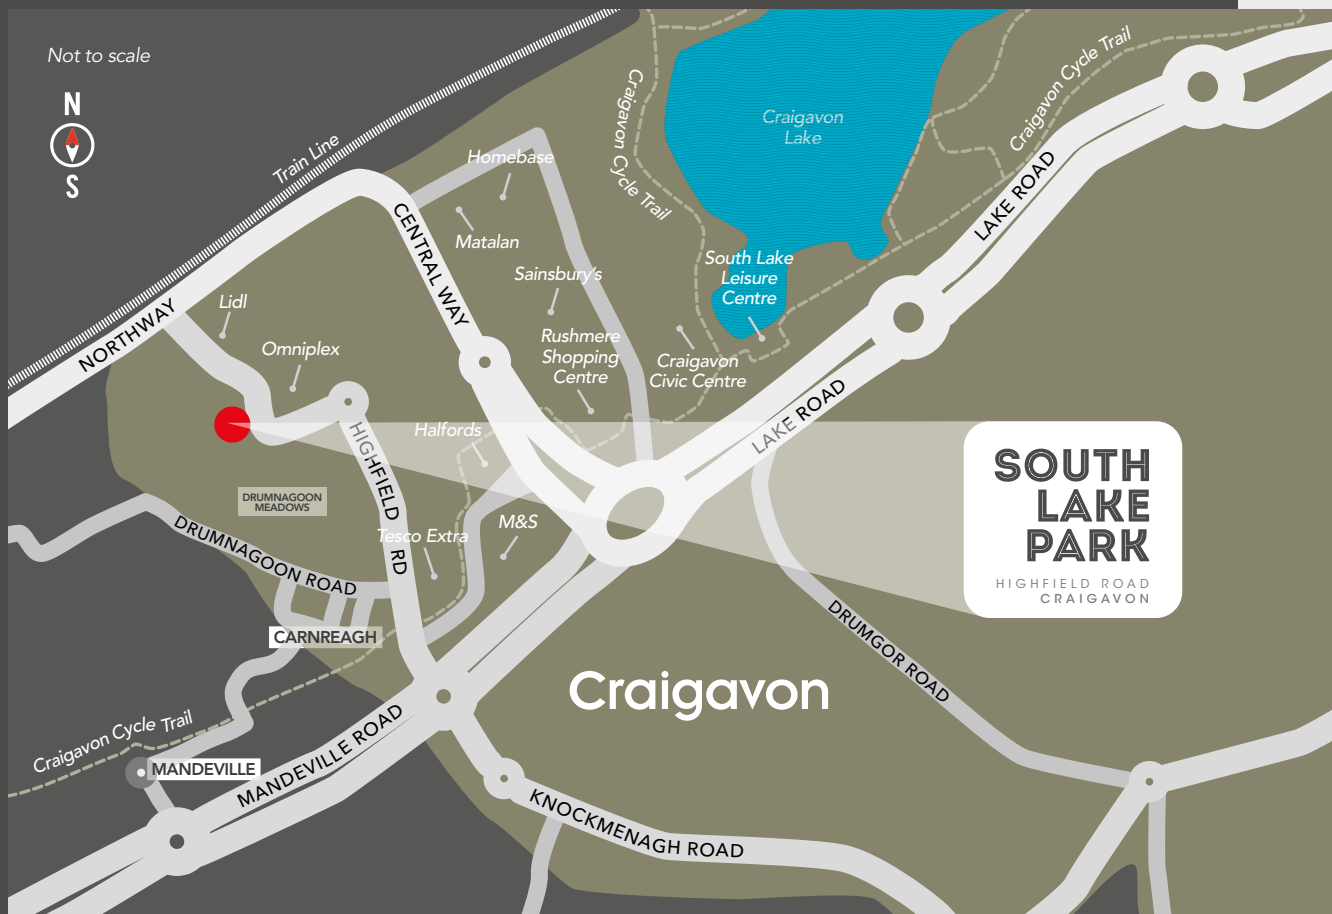 Not to scale
N
S
Train Line
Craigavon Cycle Trail
Craigavon
Lake
Craigavon Cycle Trail
LAKE ROAD
Homebase
CENTRAL WAY
Matalan
Sainsbury's
South Lake
Leisure
Centre
NORTHWAY
Lidl
Omniplex
Rushmere
Shopping
Centre
Craigavon
Civic Centre
LAKE ROAD
HIGHFIELD RD
Halfords
DRUMNAGOON
MEADOWS
M&S
Tesco Extra
DRUMNAGOON ROAD
CARNREAGH
SOUTH
LAKE
PARK
HIGHFIELD ROAD
CRAIGAVON
DRUMGOR ROAD
Craigavon
Craigavon Cycle Trail
MANDEVILLE
MANDEVILLE ROAD
KNOCKMENAGH ROAD